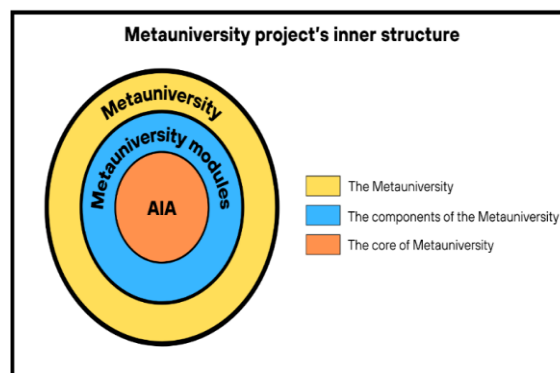 Metauniversity project's inner structure
Metauniversity
Metauniversity modules
AIA
The Metauniversity
The components of the Metauniversity
The core of Metauniversity